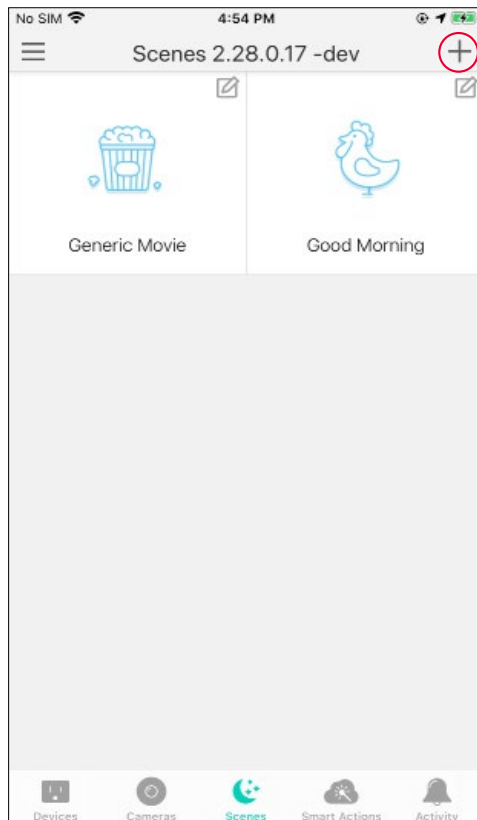 No SIM 4:54 PM
Scenes 2.28.0.17 -dev
Generic Movie Good Morning
Devices Cameras Scenes Smart Actions Activity